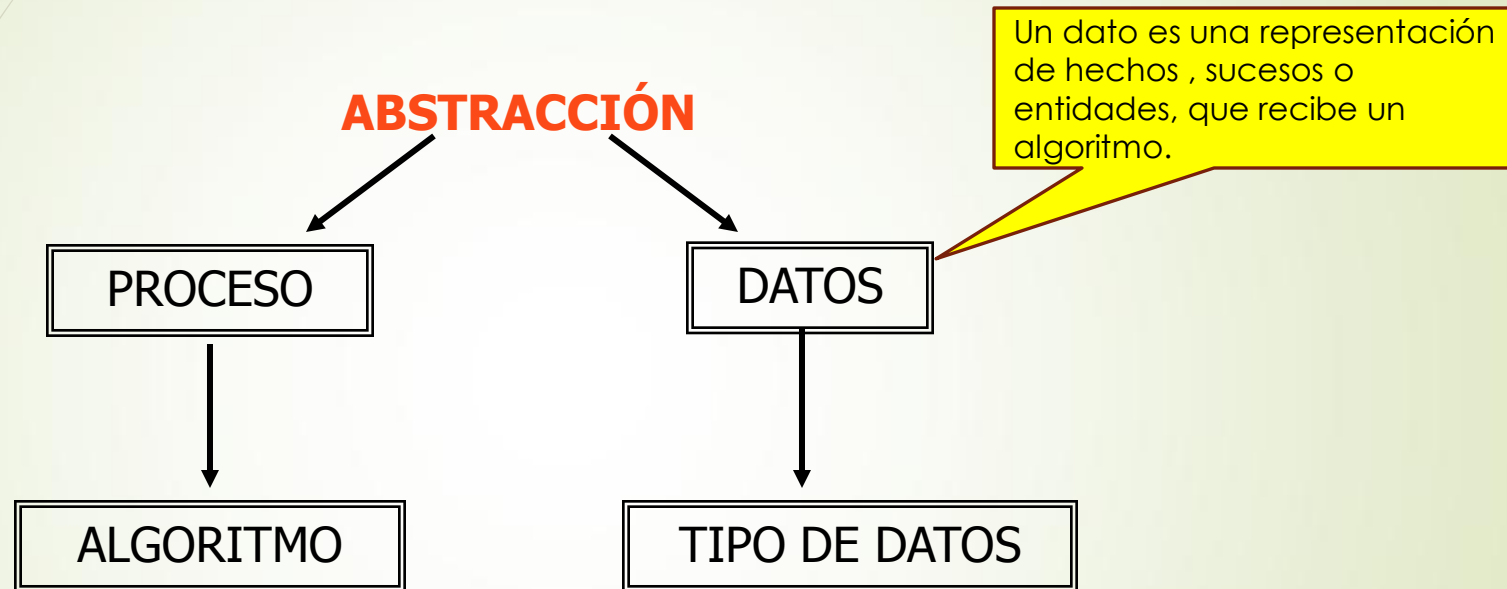 Un dato es una representación
de hechos , sucesos o
entidades, que recibe un
algoritmo.
ABSTRACCIÓN
PROCESO
DATOS
ALGORITMO
TIPO DE DATOS